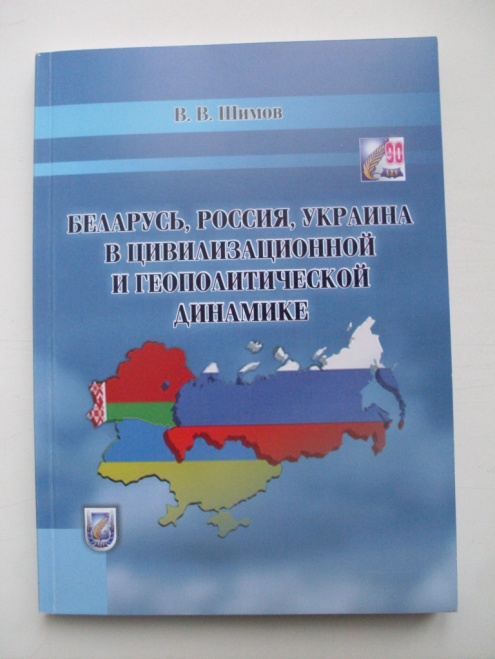 В. В. Шимов
90
БЕЛАРУСЬ, РОССИЯ, УКРАИНА
В ЦИВИЛИЗАЦИОННОЙ
И ГЕОПОЛИТИЧЕСКОЙ
ДИНАМИКЕ